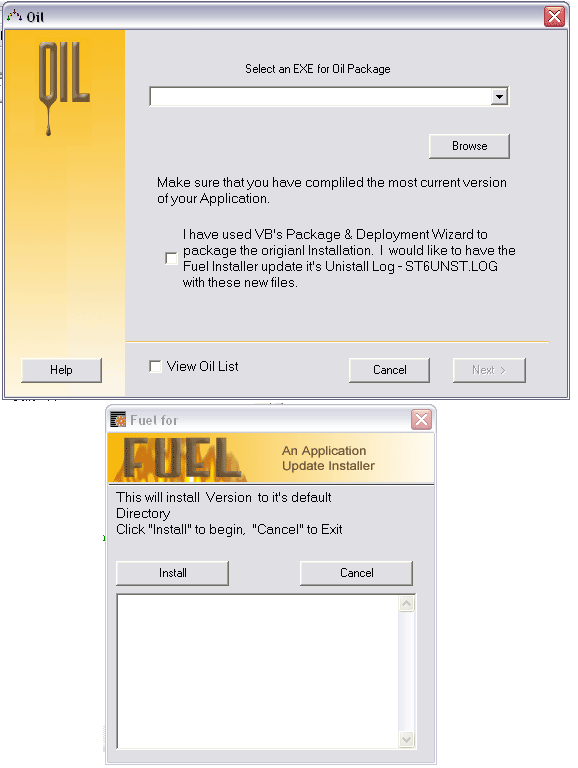 Oil
OIL
Select an EXE for Oil Package
Browse
Make sure that you have compliled the most current version
of your Application.
I have used VB's Package & Deployment Wizard to
package the origianl Installation. I would like to have the
Fuel Installer update it's Unistall Log - ST6UNST.LOG
with these new files.
Help
View Oil List
Cancel
Next >
Fuel for
FUEL
An Application
Update Installer
This will install Version to it's default
Directory
Click "Install" to begin, "Cancel" to Exit
Install
Cancel